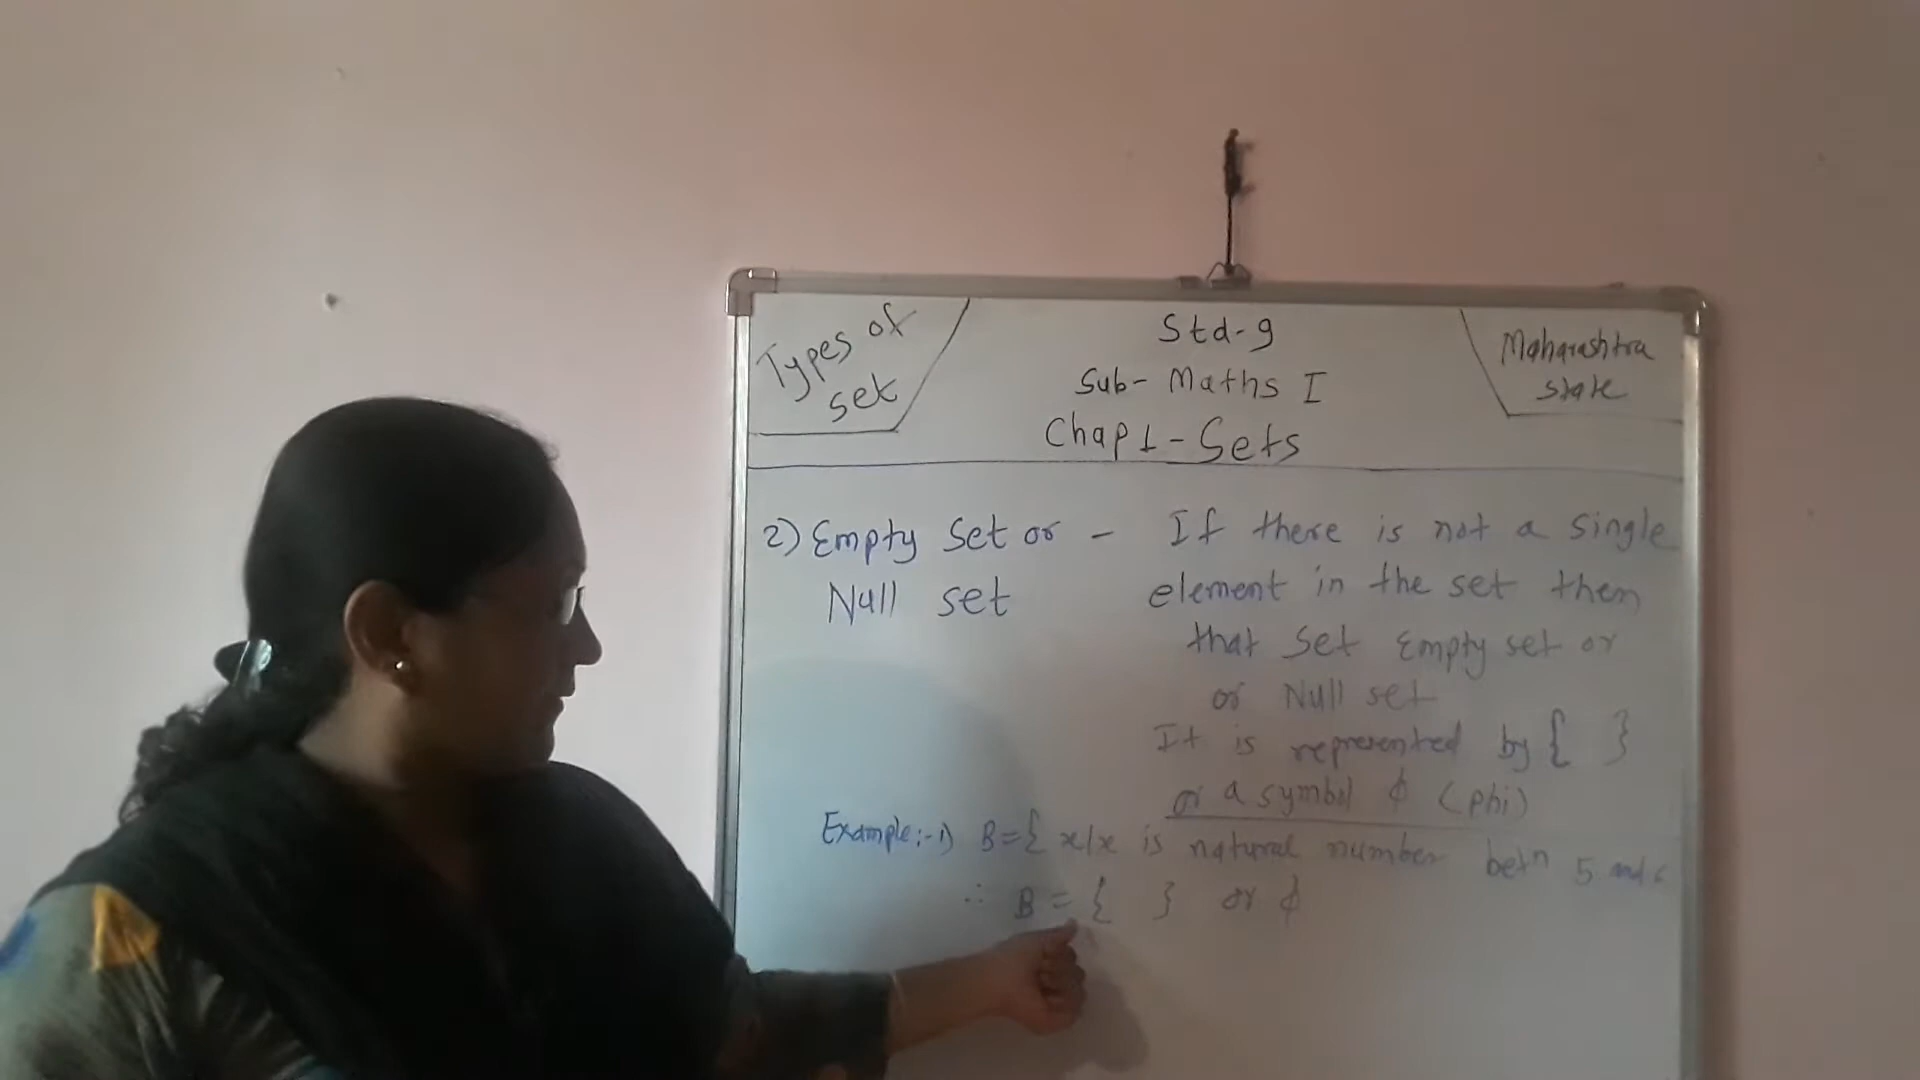 Types of
set
Std-9
Sub- Maths I
Chap 1 - Sets
Maharashtra
State
2) Empty Set or - If there is not a single
Null set element in the set then
that Set Empty set or
or Null set
It is represented by { }
or a symbol ϕ (phi)
Example:-1) B={ x/x is natural number betn 5 and 6
∴ B = { } or ϕ